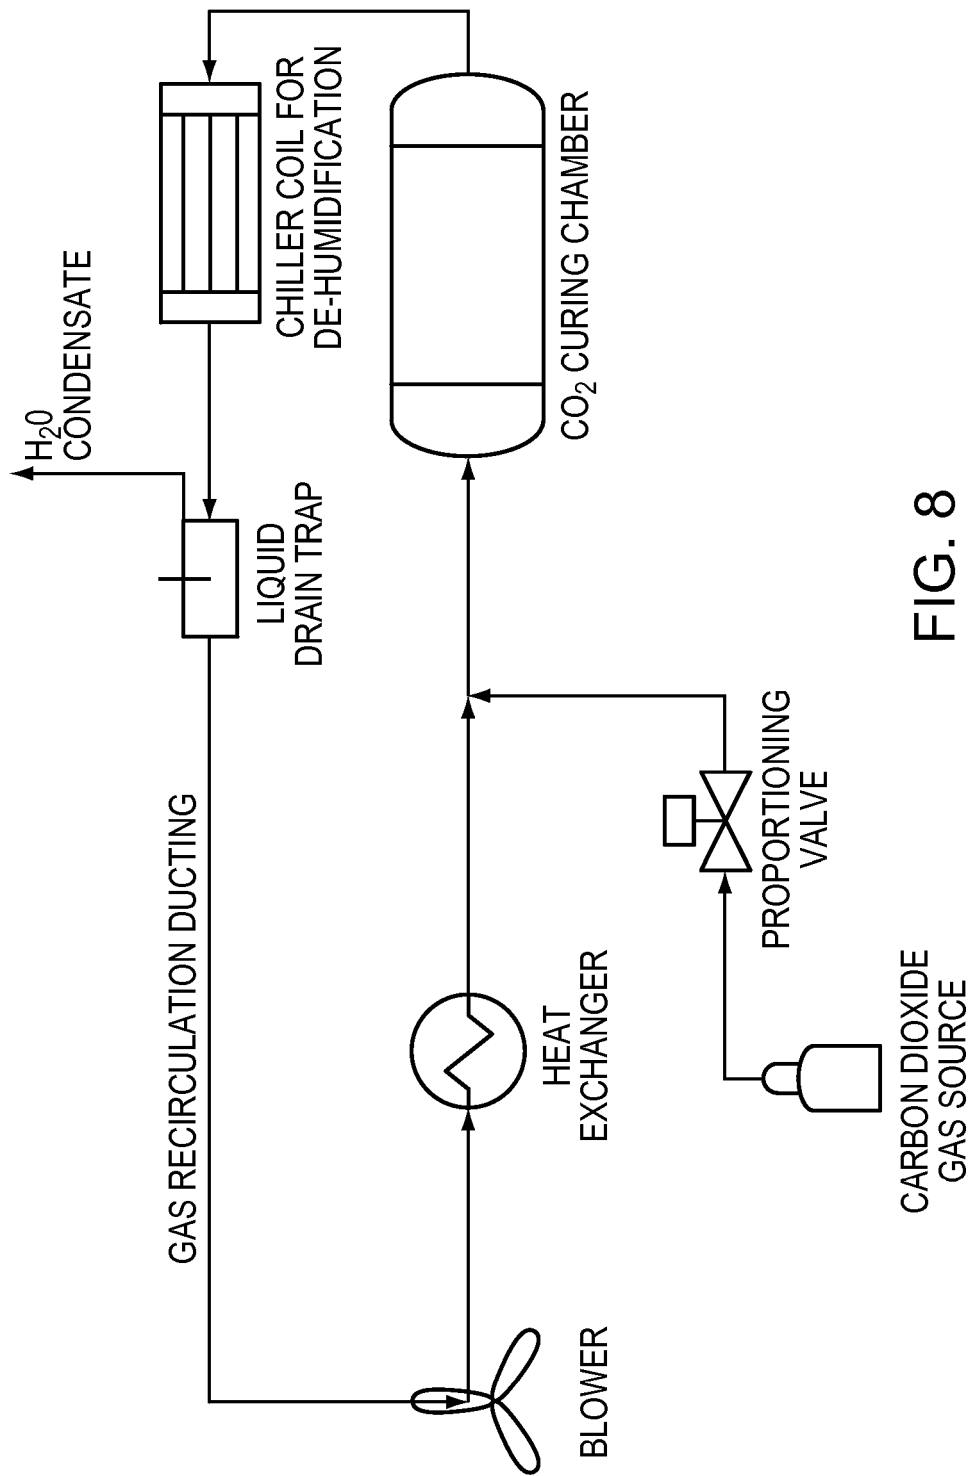 H₂0
CONDENSATE
CHILLER COIL FOR
DE-HUMIDIFICATION
LIQUID
DRAIN TRAP
GAS RECIRCULATION DUCTING
CO₂ CURING CHAMBER
HEAT
EXCHANGER
BLOWER
PROPORTIONING
VALVE
CARBON DIOXIDE
GAS SOURCE
FIG. 8